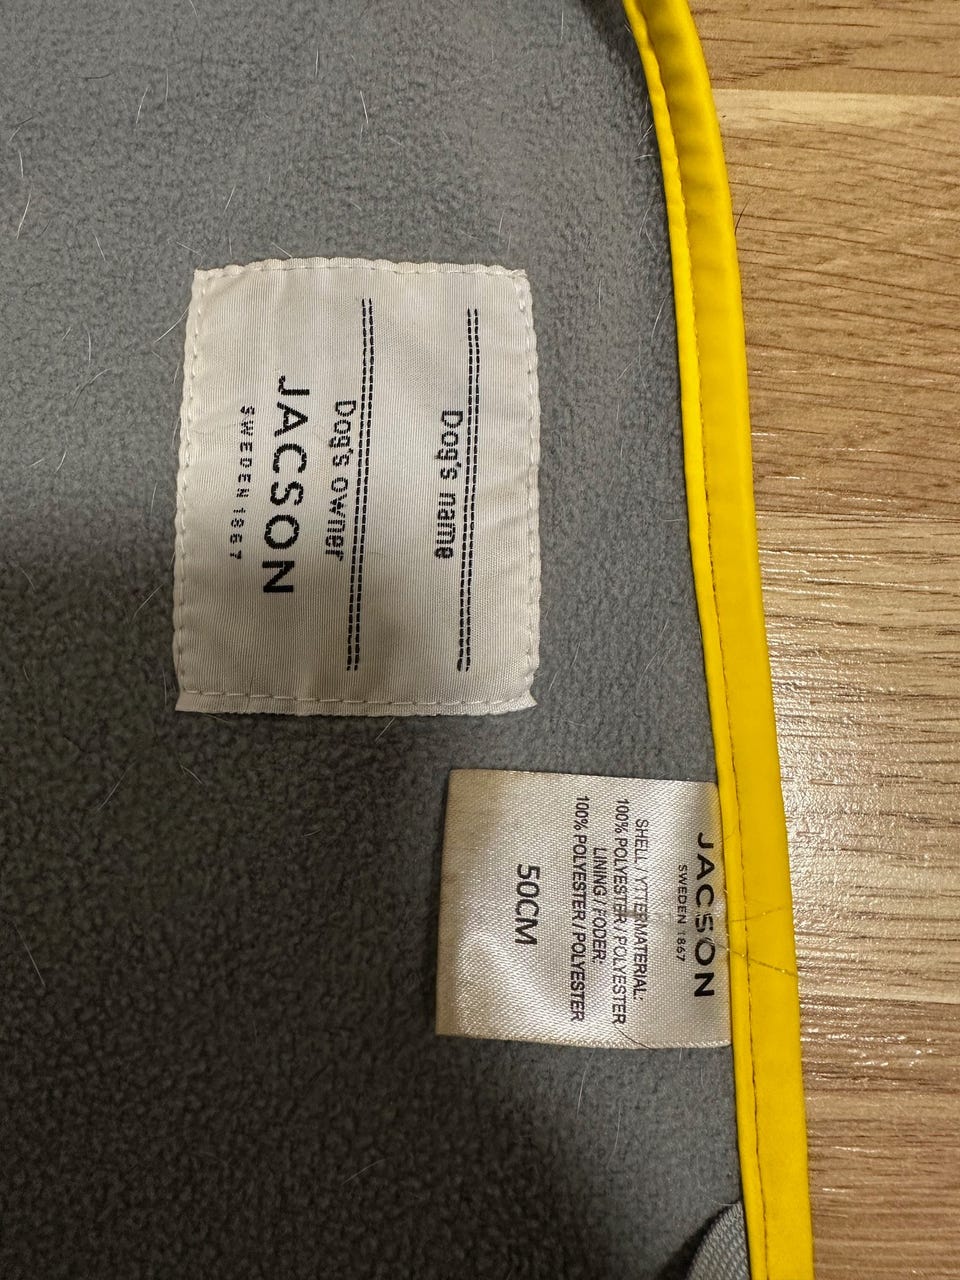 Dog's name
Dog's owner
JACSON
SWEDEN 1867
JACSON
SWEDEN 1867
SHELL / YTTERMATERIAL:
100% POLYESTER / POLYESTER
LINING / FODER:
100% POLYESTER / POLYESTER
50CM